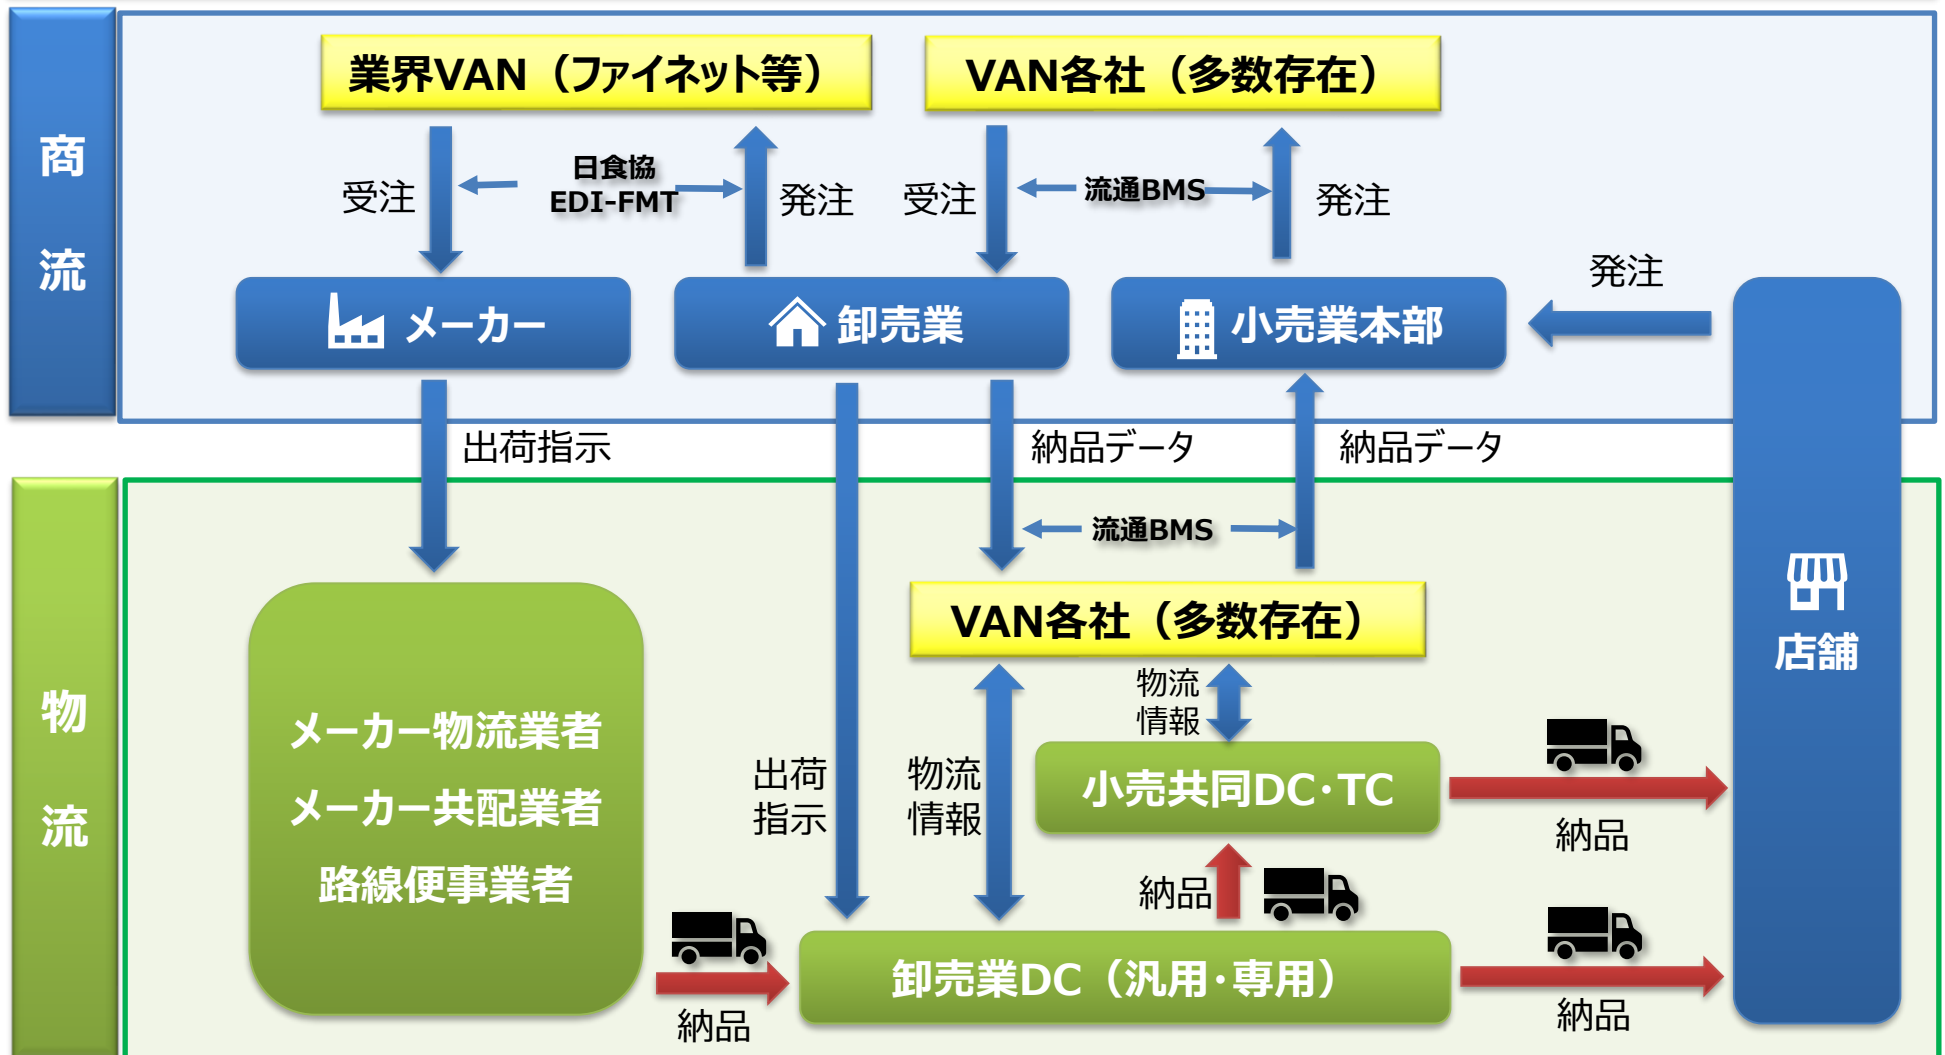 商流
業界VAN（ファイネット等）
VAN各社（多数存在）
受注
日食協
EDI-FMT
発注
受注
流通BMS
発注
発注
メーカー
卸売業
小売業本部
出荷指示
納品データ
納品データ
物流
流通BMS
VAN各社（多数存在）
店舗
物流
情報
メーカー物流業者
メーカー共配業者
路線便事業者
出荷
指示
物流
情報
小売共同DC・TC
納品
納品
卸売業DC（汎用・専用）
納品
納品